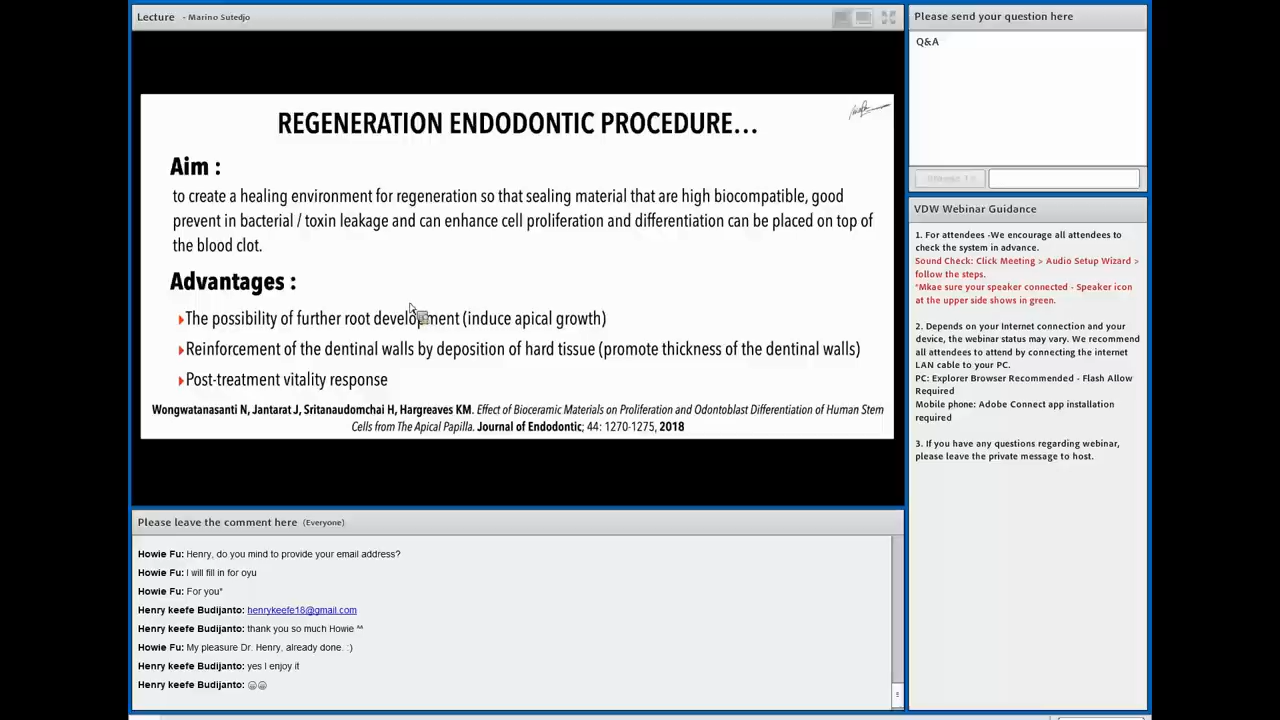 Lecture - Marino Sutedjo
REGENERATION ENDODONTIC PROCEDURE...
Aim :
to create a healing environment for regeneration so that sealing material that are high biocompatible, good
prevent in bacterial / toxin leakage and can enhance cell proliferation and differentiation can be placed on top of
the blood clot.
Advantages :
The possibility of further root development (induce apical growth)
Reinforcement of the dentinal walls by deposition of hard tissue (promote thickness of the dentinal walls)
Post-treatment vitality response
Wongwatanasanti N, Jantarat J, Sritanaudomchai H, Hargreaves KM. Effect of Bioceramic Materials on Proliferation and Odontoblast Differentiation of Human Stem
Cells from The Apical Papilla. Journal of Endodontic; 44: 1270-1275, 2018
Please leave the comment here (Everyone)
Howie Fu: Henry, do you mind to provide your email address?
Howie Fu: I will fill in for oyu
Howie Fu: For you*
Henry keefe Budijanto: henrykeefe16@gmail.com
Henry keefe Budijanto: thank you so much Howie ^^
Howie Fu: My pleasure Dr. Henry, already done. :)
Henry keefe Budijanto: yes I enjoy it
Henry keefe Budijanto: 😁😁
Please send your question here
Q&A
VDW Webinar Guidance
1. For attendees -We encourage all attendees to
check the system in advance.
Sound Check: Click Meeting > Audio Setup Wizard >
follow the steps.
*Mkae sure your speaker connected - Speaker icon
at the upper side shows in green.
2. Depends on your Internet connection and your
device, the webinar status may vary. We recommend
all attendees to attend by connecting the internet
LAN cable to your PC.
PC: Explorer Browser Recommended - Flash Allow
Required
Mobile phone: Adobe Connect app installation
required
3. If you have any questions regarding webinar,
please leave the private message to host.